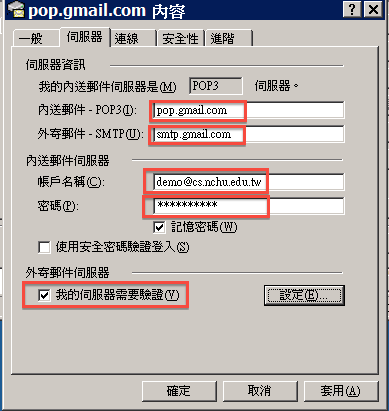 pop.gmail.com 內容
一般 伺服器 連線 安全性 進階
伺服器資訊
我的內送郵件伺服器是(M) POP3 伺服器。
內送郵件 - POP3(I): pop.gmail.com
外寄郵件 - SMTP(U): smtp.gmail.com
內送郵件伺服器
帳戶名稱(C): demo@cs.nchu.edu.tw
密碼(P): **********
記憶密碼(W)
使用安全密碼驗證登入(S)
外寄郵件伺服器
我的伺服器需要驗證(V) 設定(E)...
確定 取消 套用(A)